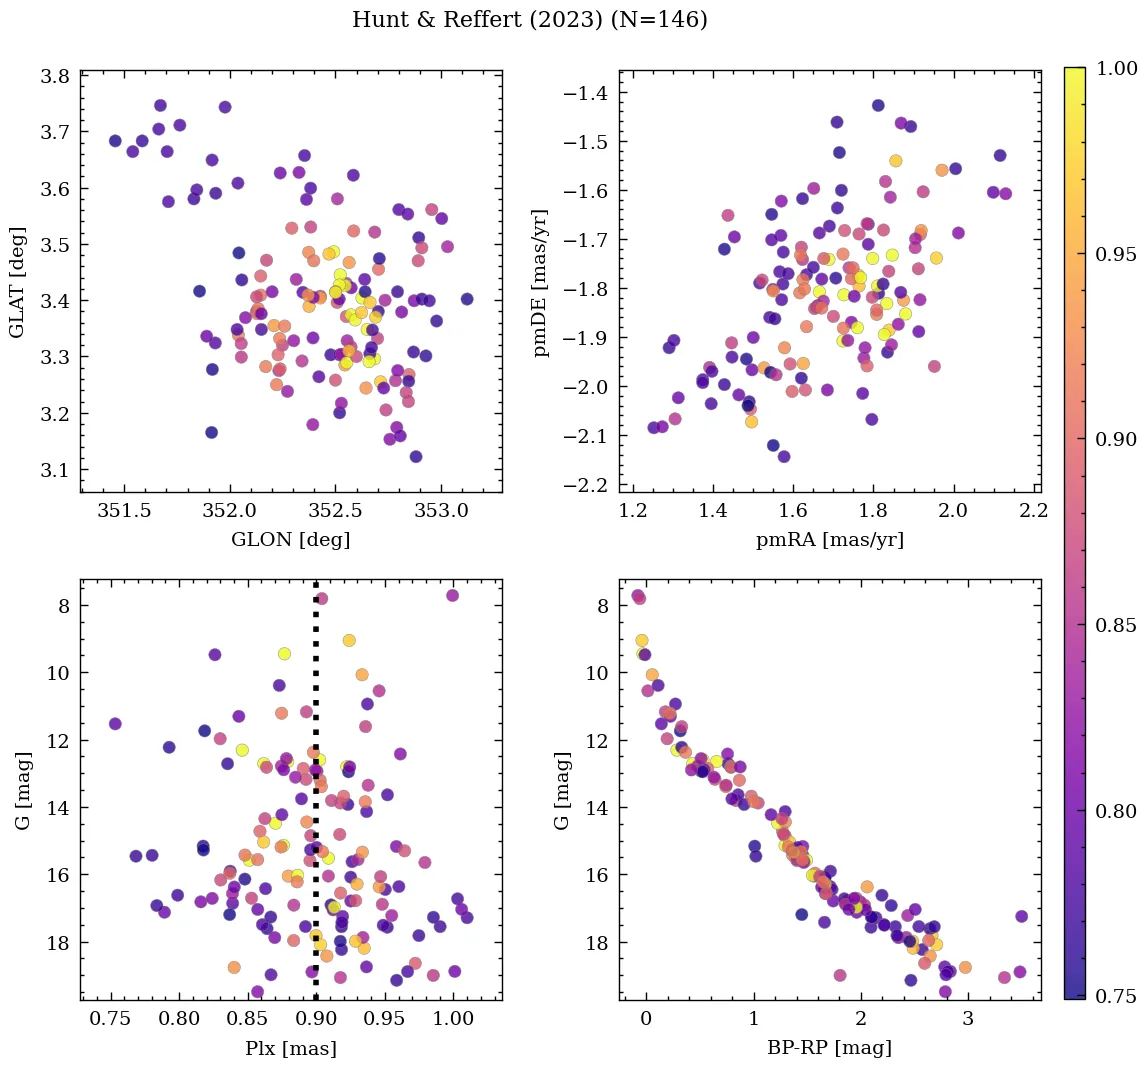 Hunt & Reffert (2023) (N=146)
3.8
3.7
3.6
3.5
3.4
3.3
3.2
3.1
GLAT [deg]
351.5 352.0 352.5 353.0
GLON [deg]
−1.4
−1.5
−1.6
−1.7
−1.8
−1.9
−2.0
−2.1
−2.2
pmDE [mas/yr]
1.2 1.4 1.6 1.8 2.0 2.2
pmRA [mas/yr]
8
10
12
14
16
18
G [mag]
0.75 0.80 0.85 0.90 0.95 1.00
Plx [mas]
8
10
12
14
16
18
G [mag]
0 1 2 3
BP-RP [mag]
1.00
0.95
0.90
0.85
0.80
0.75